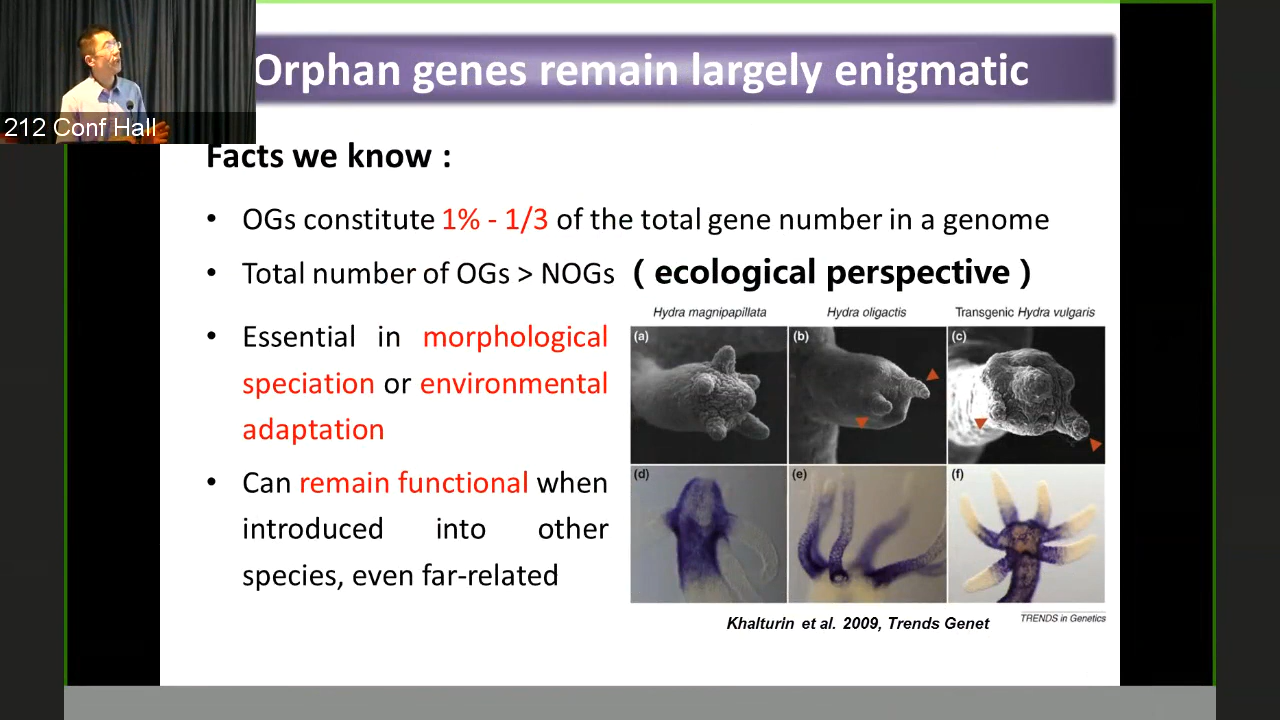 Orphan genes remain largely enigmatic
212 Conf Hall
Facts we know :
• OGs constitute 1% - 1/3 of the total gene number in a genome
• Total number of OGs > NOGs ( ecological perspective )
• Essential in morphological
speciation or environmental
adaptation
• Can remain functional when
introduced into other
species, even far-related
Hydra magnipapillata Hydra oligactis Transgenic Hydra vulgaris
(a) (b) (c)
(d) (e) (f)
TRENDS in Genetics
Khalturin et al. 2009, Trends Genet